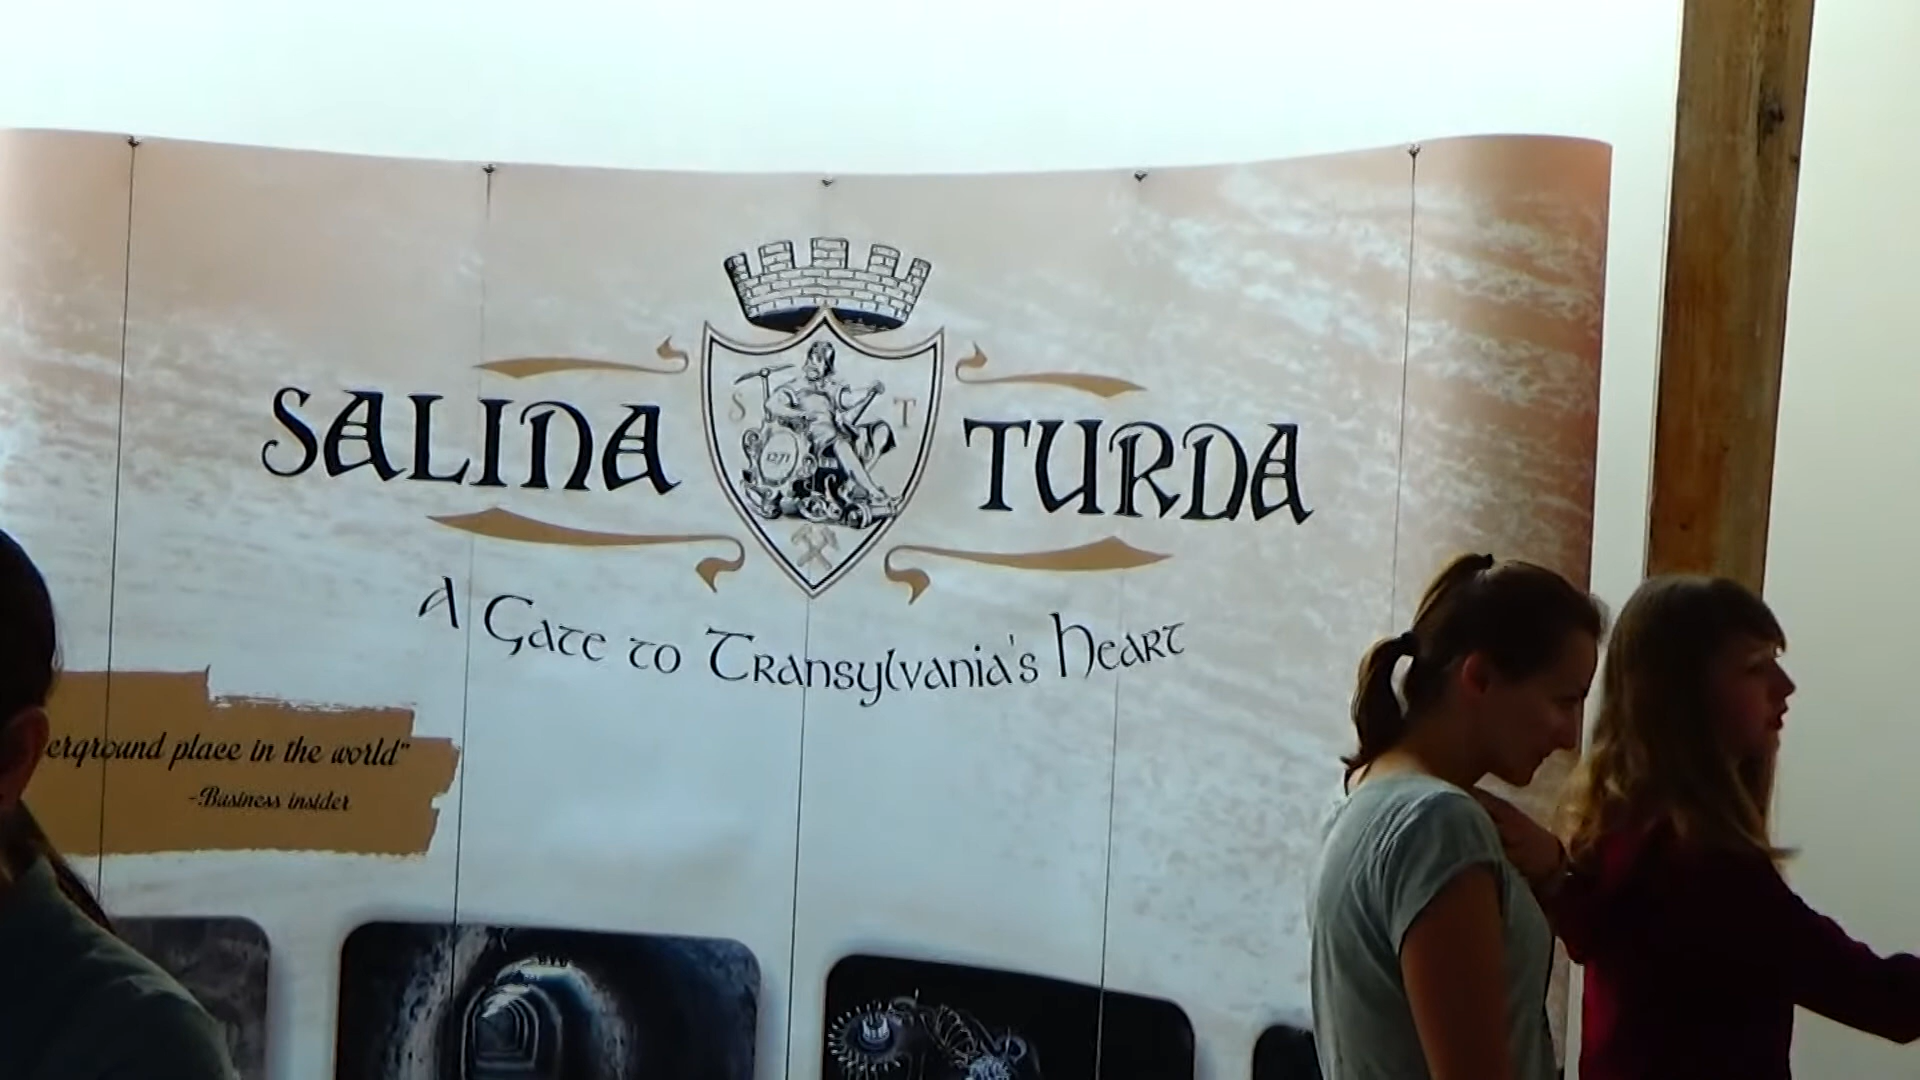 SALINA TURDA
S T
1271
A Gate to Transylvania's Heart
erground place in the world"
-Business insider